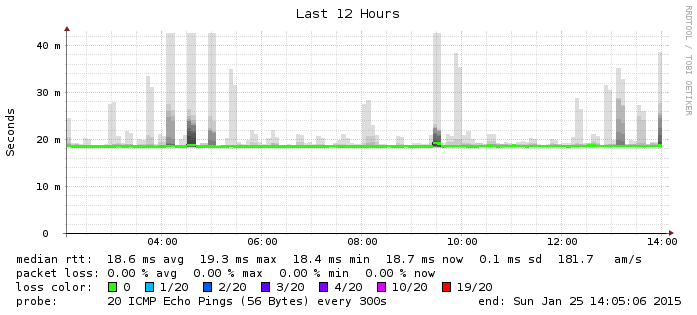 Last 12 Hours
RRDTOOL / TOBI OETIKER
Seconds
40 m
30 m
20 m
10 m
0
04:00 06:00 08:00 10:00 12:00 14:00
median rtt: 18.6 ms avg 19.3 ms max 18.4 ms min 18.7 ms now 0.1 ms sd 181.7 am/s
packet loss: 0.00 % avg 0.00 % max 0.00 % min 0.00 % now
loss color: 0 1/20 2/20 3/20 4/20 10/20 19/20
probe: 20 ICMP Echo Pings (56 Bytes) every 300s end: Sun Jan 25 14:05:06 2015